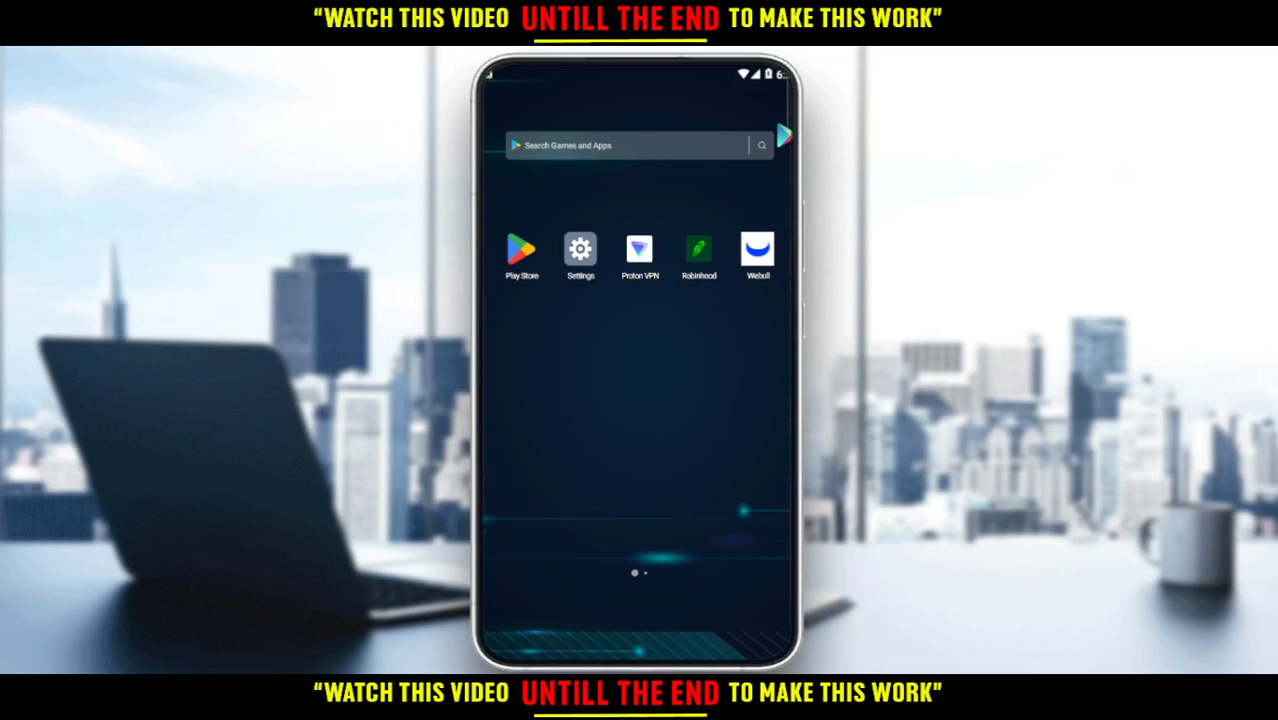 “WATCH THIS VIDEO UNTILL THE END TO MAKE THIS WORK”
6:
Search Games and Apps
Play Store Settings Proton VPN Robinhood Webull
“WATCH THIS VIDEO UNTILL THE END TO MAKE THIS WORK”